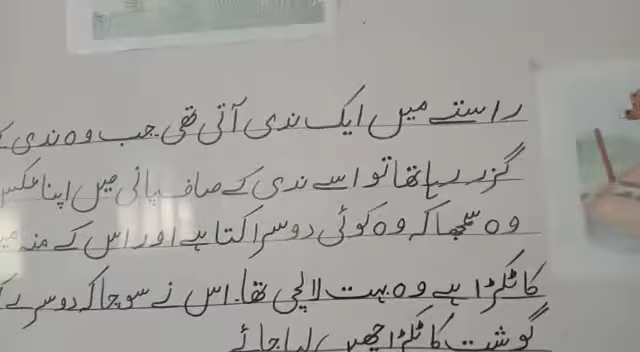 راستے میں ایک ندی آتی تھی۔ جب وہ ندی
گزر رہا تھا تو اسے ندی کے صاف پانی میں اپنا عکس
وہ سمجھا کہ وہ کوئی دوسرا کتا ہے اور اس کے منہ
کا ٹکڑا ہے وہ بہت لالچی تھا۔ اس نے سوچا کہ دوسرے
گوشت کا ٹکڑا چھین لیا جائے